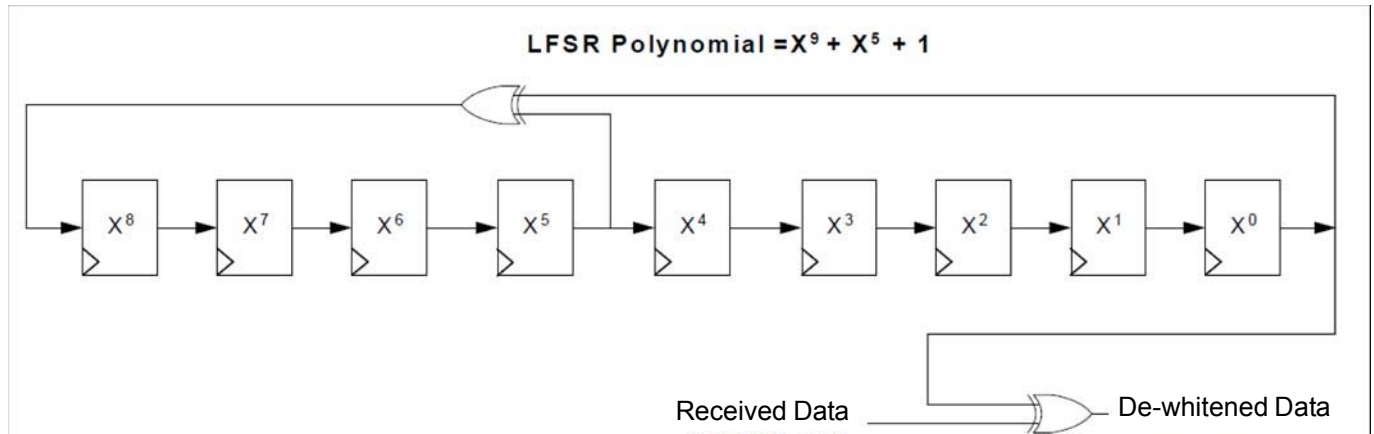 LFSR Polynomial =X⁹ + X⁵ + 1
X⁸ X⁷ X⁶ X⁵ X⁴ X³ X² X¹ X⁰
Received Data De-whitened Data